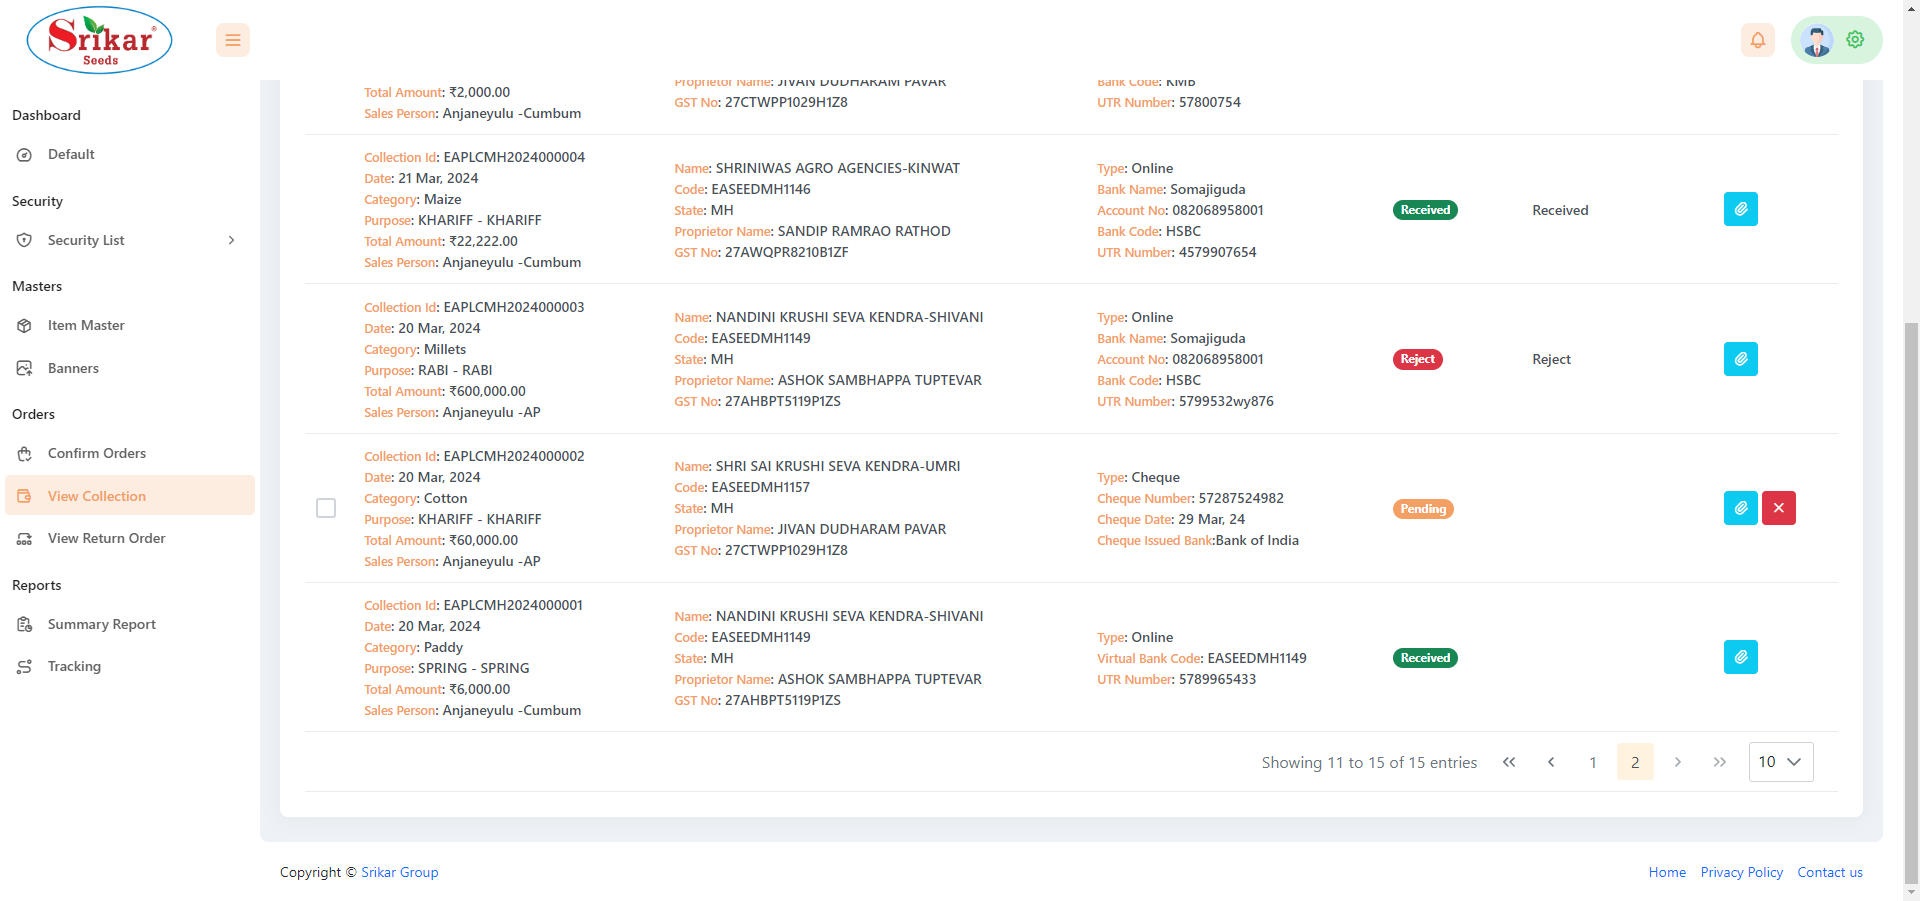 Srikar
Seeds
Dashboard
Default
Security
Security List
Masters
Item Master
Banners
Orders
Confirm Orders
View Collection
View Return Order
Reports
Summary Report
Tracking
Total Amount: ₹2,000.00
Sales Person: Anjaneyulu -Cumbum
Proprietor Name: JIVAN DUDHARAM PAVAR
GST No: 27CTWPP1029H1Z8
Bank Code: KMB
UTR Number: 57800754
Collection Id: EAPLCMH2024000004
Date: 21 Mar, 2024
Category: Maize
Purpose: KHARIFF - KHARIFF
Total Amount: ₹22,222.00
Sales Person: Anjaneyulu -Cumbum
Name: SHRINIWAS AGRO AGENCIES-KINWAT
Code: EASEEDMH1146
State: MH
Proprietor Name: SANDIP RAMRAO RATHOD
GST No: 27AWQPR8210B1ZF
Type: Online
Bank Name: Somajiguda
Account No: 082068958001
Bank Code: HSBC
UTR Number: 4579907654
Received
Received
Collection Id: EAPLCMH2024000003
Date: 20 Mar, 2024
Category: Millets
Purpose: RABI - RABI
Total Amount: ₹600,000.00
Sales Person: Anjaneyulu -AP
Name: NANDINI KRUSHI SEVA KENDRA-SHIVANI
Code: EASEEDMH1149
State: MH
Proprietor Name: ASHOK SAMBHAPPA TUPTEVAR
GST No: 27AHBPT5119P1ZS
Type: Online
Bank Name: Somajiguda
Account No: 082068958001
Bank Code: HSBC
UTR Number: 5799532wy876
Reject
Reject
Collection Id: EAPLCMH2024000002
Date: 20 Mar, 2024
Category: Cotton
Purpose: KHARIFF - KHARIFF
Total Amount: ₹60,000.00
Sales Person: Anjaneyulu -AP
Name: SHRI SAI KRUSHI SEVA KENDRA-UMRI
Code: EASEEDMH1157
State: MH
Proprietor Name: JIVAN DUDHARAM PAVAR
GST No: 27CTWPP1029H1Z8
Type: Cheque
Cheque Number: 57287524982
Cheque Date: 29 Mar, 24
Cheque Issued Bank:Bank of India
Pending
Collection Id: EAPLCMH2024000001
Date: 20 Mar, 2024
Category: Paddy
Purpose: SPRING - SPRING
Total Amount: ₹6,000.00
Sales Person: Anjaneyulu -Cumbum
Name: NANDINI KRUSHI SEVA KENDRA-SHIVANI
Code: EASEEDMH1149
State: MH
Proprietor Name: ASHOK SAMBHAPPA TUPTEVAR
GST No: 27AHBPT5119P1ZS
Type: Online
Virtual Bank Code: EASEEDMH1149
UTR Number: 5789965433
Received
Showing 11 to 15 of 15 entries « ‹ 1 2 › » 10
Copyright © Srikar Group
Home Privacy Policy Contact us